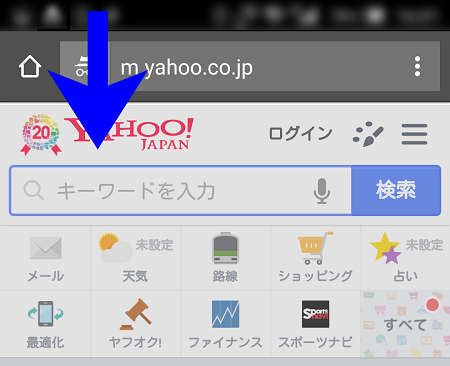 m.yahoo.co.jp
20
YAHOO!
JAPAN
ログイン
キーワードを入力
検索
未設定
未設定
メール
天気
路線
ショッピング
占い
Sports
navi
最適化
ヤフオク!
ファイナンス
スポーツナビ
すべて